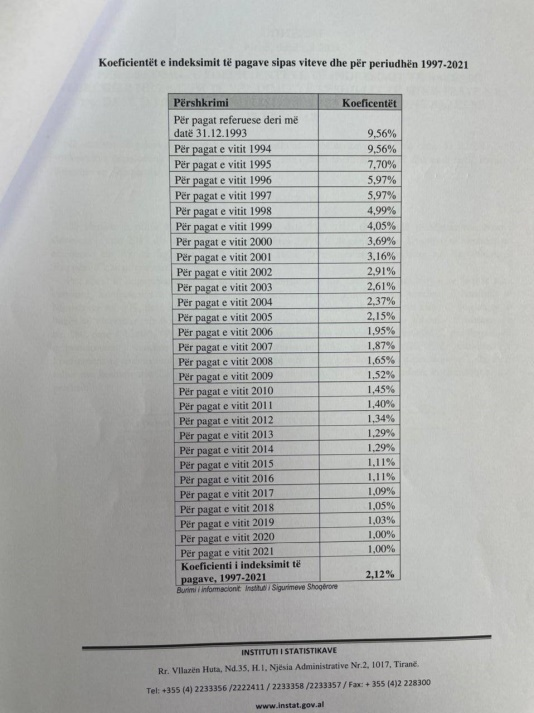 Koeficientët e indeksimit të pagave sipas viteve dhe për periudhën 1997-2021
Përshkrimi Koeficentët
Për pagat referuese deri më
datë 31.12.1993 9,56%
Për pagat e vitit 1994 9,56%
Për pagat e vitit 1995 7,70%
Për pagat e vitit 1996 5,97%
Për pagat e vitit 1997 5,97%
Për pagat e vitit 1998 4,99%
Për pagat e vitit 1999 4,05%
Për pagat e vitit 2000 3,69%
Për pagat e vitit 2001 3,16%
Për pagat e vitit 2002 2,91%
Për pagat e vitit 2003 2,61%
Për pagat e vitit 2004 2,37%
Për pagat e vitit 2005 2,15%
Për pagat e vitit 2006 1,95%
Për pagat e vitit 2007 1,87%
Për pagat e vitit 2008 1,65%
Për pagat e vitit 2009 1,52%
Për pagat e vitit 2010 1,45%
Për pagat e vitit 2011 1,40%
Për pagat e vitit 2012 1,34%
Për pagat e vitit 2013 1,29%
Për pagat e vitit 2014 1,29%
Për pagat e vitit 2015 1,11%
Për pagat e vitit 2016 1,11%
Për pagat e vitit 2017 1,09%
Për pagat e vitit 2018 1,05%
Për pagat e vitit 2019 1,03%
Për pagat e vitit 2020 1,00%
Për pagat e vitit 2021 1,00%
Koeficienti i indeksimit të
pagave, 1997-2021 2,12%
Burimi i informacionit: Instituti i Sigurimeve Shoqërore
INSTITUTI I STATISTIKAVE
Rr. Vllazën Huta, Nd.35, H.1, Njësia Administrative Nr.2, 1017, Tiranë.
Tel: +355 (4) 2233356 /2222411 / 2233358 /2233357 / Fax: + 355 (4)2 228300
www.instat.gov.al